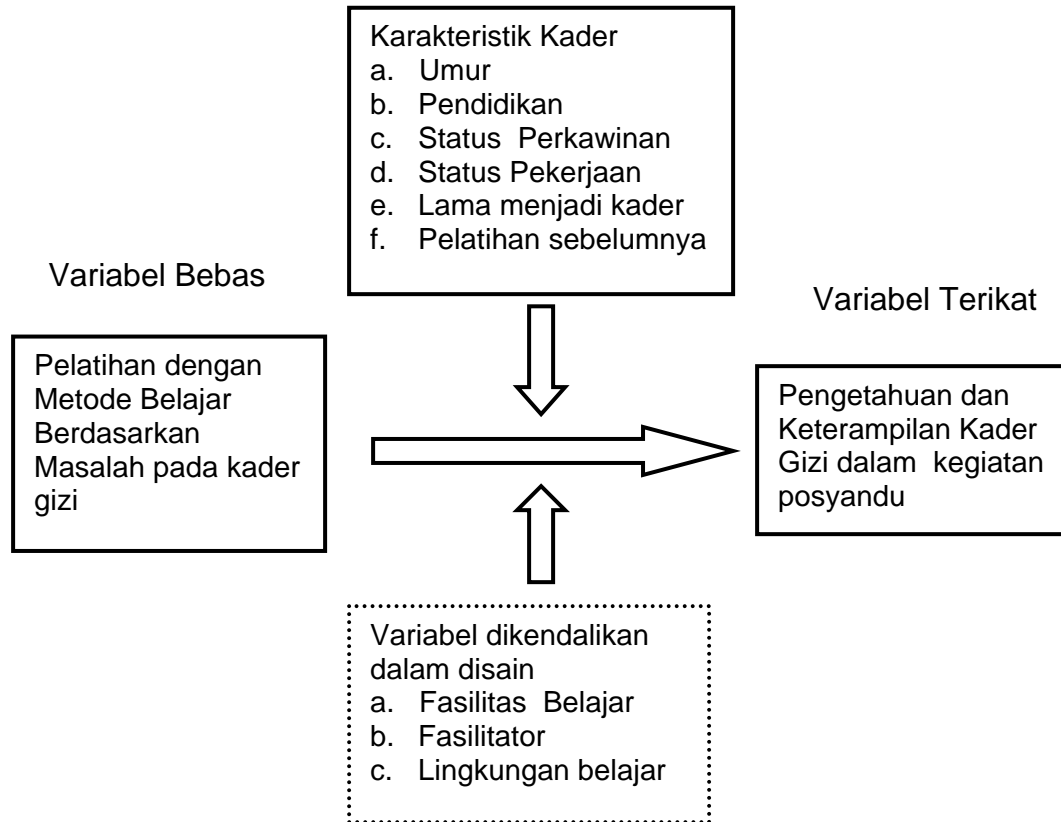 Karakteristik Kader
a. Umur
b. Pendidikan
c. Status Perkawinan
d. Status Pekerjaan
e. Lama menjadi kader
f. Pelatihan sebelumnya
Variabel Bebas
Pelatihan dengan
Metode Belajar
Berdasarkan
Masalah pada kader
gizi
Variabel Terikat
Pengetahuan dan
Keterampilan Kader
Gizi dalam kegiatan
posyandu
Variabel dikendalikan
dalam disain
a. Fasilitas Belajar
b. Fasilitator
c. Lingkungan belajar